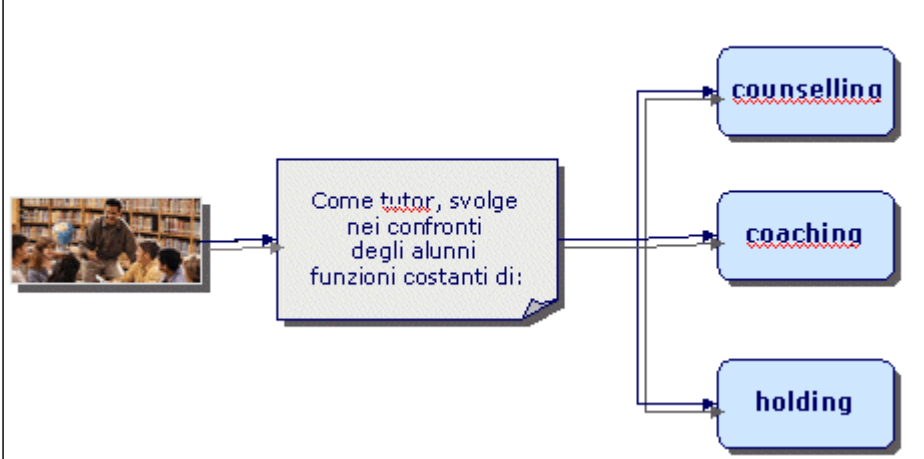 Come tutor, svolge
nei confronti
degli alunni
funzioni costanti di:
counselling
coaching
holding